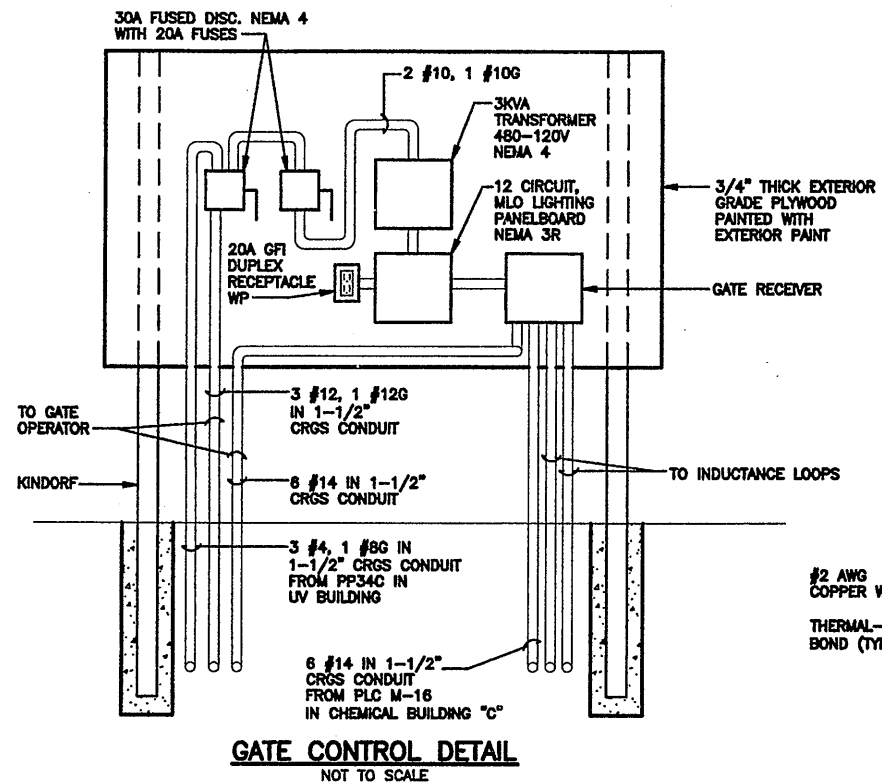 30A FUSED DISC. NEMA 4
WITH 20A FUSES
2 #10, 1 #10G
3KVA
TRANSFORMER
480-120V
NEMA 4
12 CIRCUIT,
MLO LIGHTING
PANELBOARD
NEMA 3R
3/4" THICK EXTERIOR
GRADE PLYWOOD
PAINTED WITH
EXTERIOR PAINT
20A GFI
DUPLEX
RECEPTACLE
WP
GATE RECEIVER
3 #12, 1 #12G
IN 1-1/2"
CRGS CONDUIT
TO GATE
OPERATOR
6 #14 IN 1-1/2"
CRGS CONDUIT
TO INDUCTANCE LOOPS
KINDORF
3 #4, 1 #8G IN
1-1/2" CRGS CONDUIT
FROM PP34C IN
UV BUILDING
#2 AWG
COPPER W
THERMAL-
BOND (TY
6 #14 IN 1-1/2"
CRGS CONDUIT
FROM PLC M-16
IN CHEMICAL BUILDING "C"
GATE CONTROL DETAIL
NOT TO SCALE